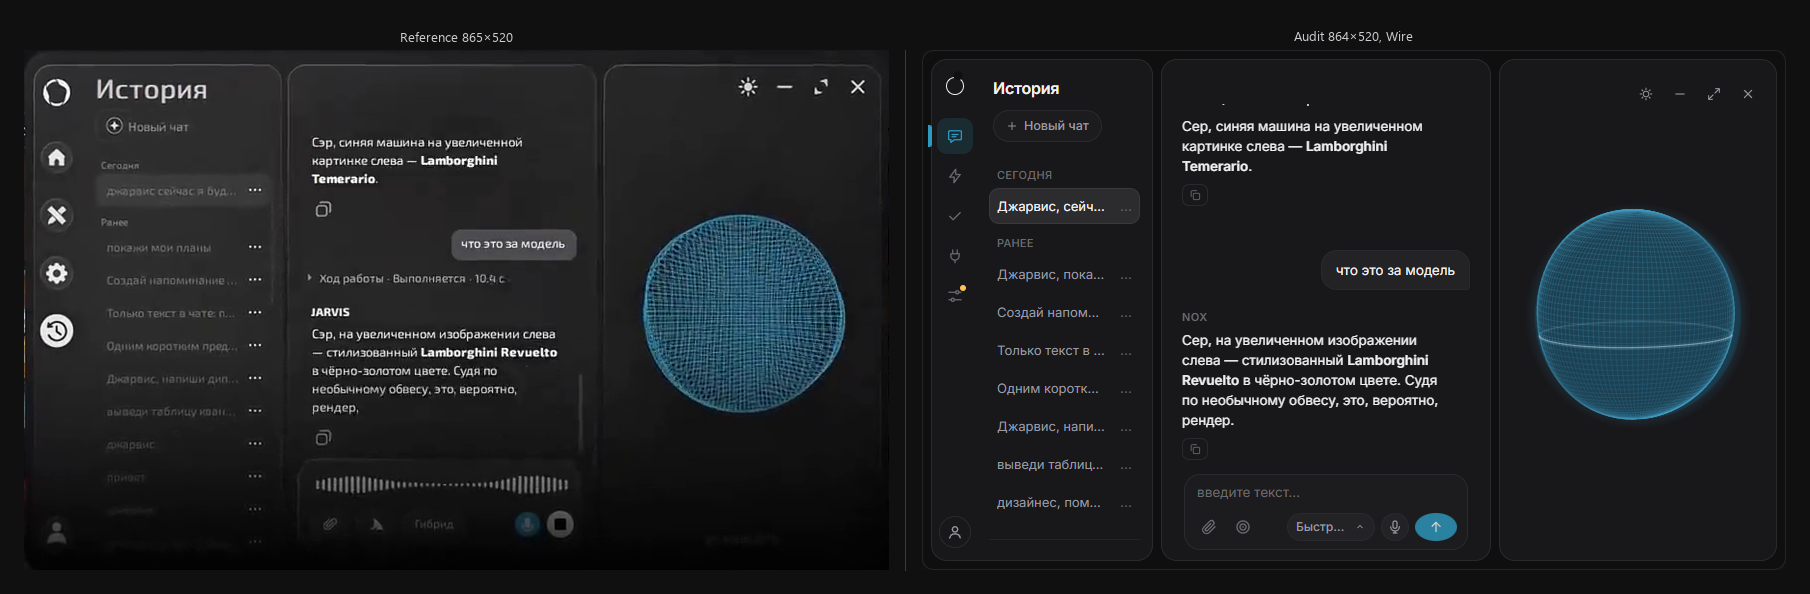 Reference 865×520
История
Новый чат
Сегодня
джарвис сейчас я буд...
Ранее
покажи мои планы
Создай напоминание ...
Только текст в чате: п...
Одним коротким пред...
Джарвис, напиши дип...
выведи таблицу кван...
джарвис
привет
Сэр, синяя машина на увеличенной
картинке слева — Lamborghini
Temerario.
что это за модель
Ход работы · Выполняется · 10.4 с
JARVIS
Сэр, на увеличенном изображении слева
— стилизованный Lamborghini Revuelto
в чёрно-золотом цвете. Судя по
необычному обвесу, это, вероятно,
рендер,
Гибрид
Audit 864×520, Wire
История
+ Новый чат
СЕГОДНЯ
Джарвис, сейч... ...
РАНЕЕ
Джарвис, пока... ...
Создай напом... ...
Только текст в ... ...
Одним коротк... ...
Джарвис, напи... ...
выведи таблиц... ...
дизайнес, пом... ...
Сер, синяя машина на увеличенном
картинке слева — Lamborghini
Temerario.
что это за модель
NOX
Сер, на увеличенном изображении
слева — стилизованный Lamborghini
Revuelto в чёрно-золотом цвете. Судя
по необычному обвесу, это, вероятно,
рендер.
введите текст...
Быстр...